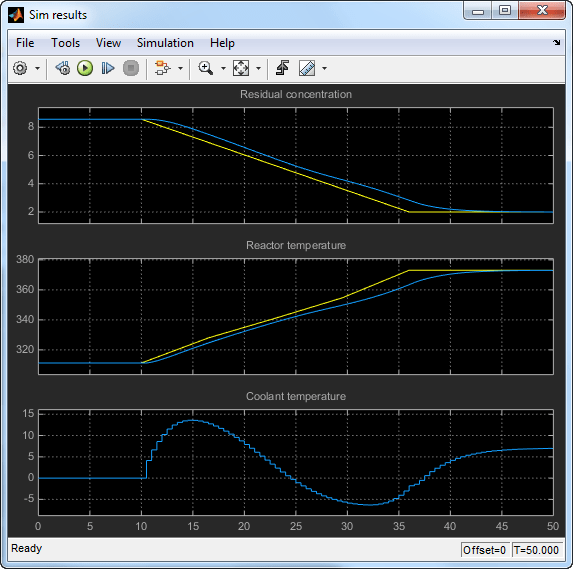 Sim results
File Tools View Simulation Help
Residual concentration
8
6
4
2
Reactor temperature
380
360
340
320
Coolant temperature
15
10
5
0
-5
0 5 10 15 20 25 30 35 40 45 50
Ready Offset=0 T=50.000